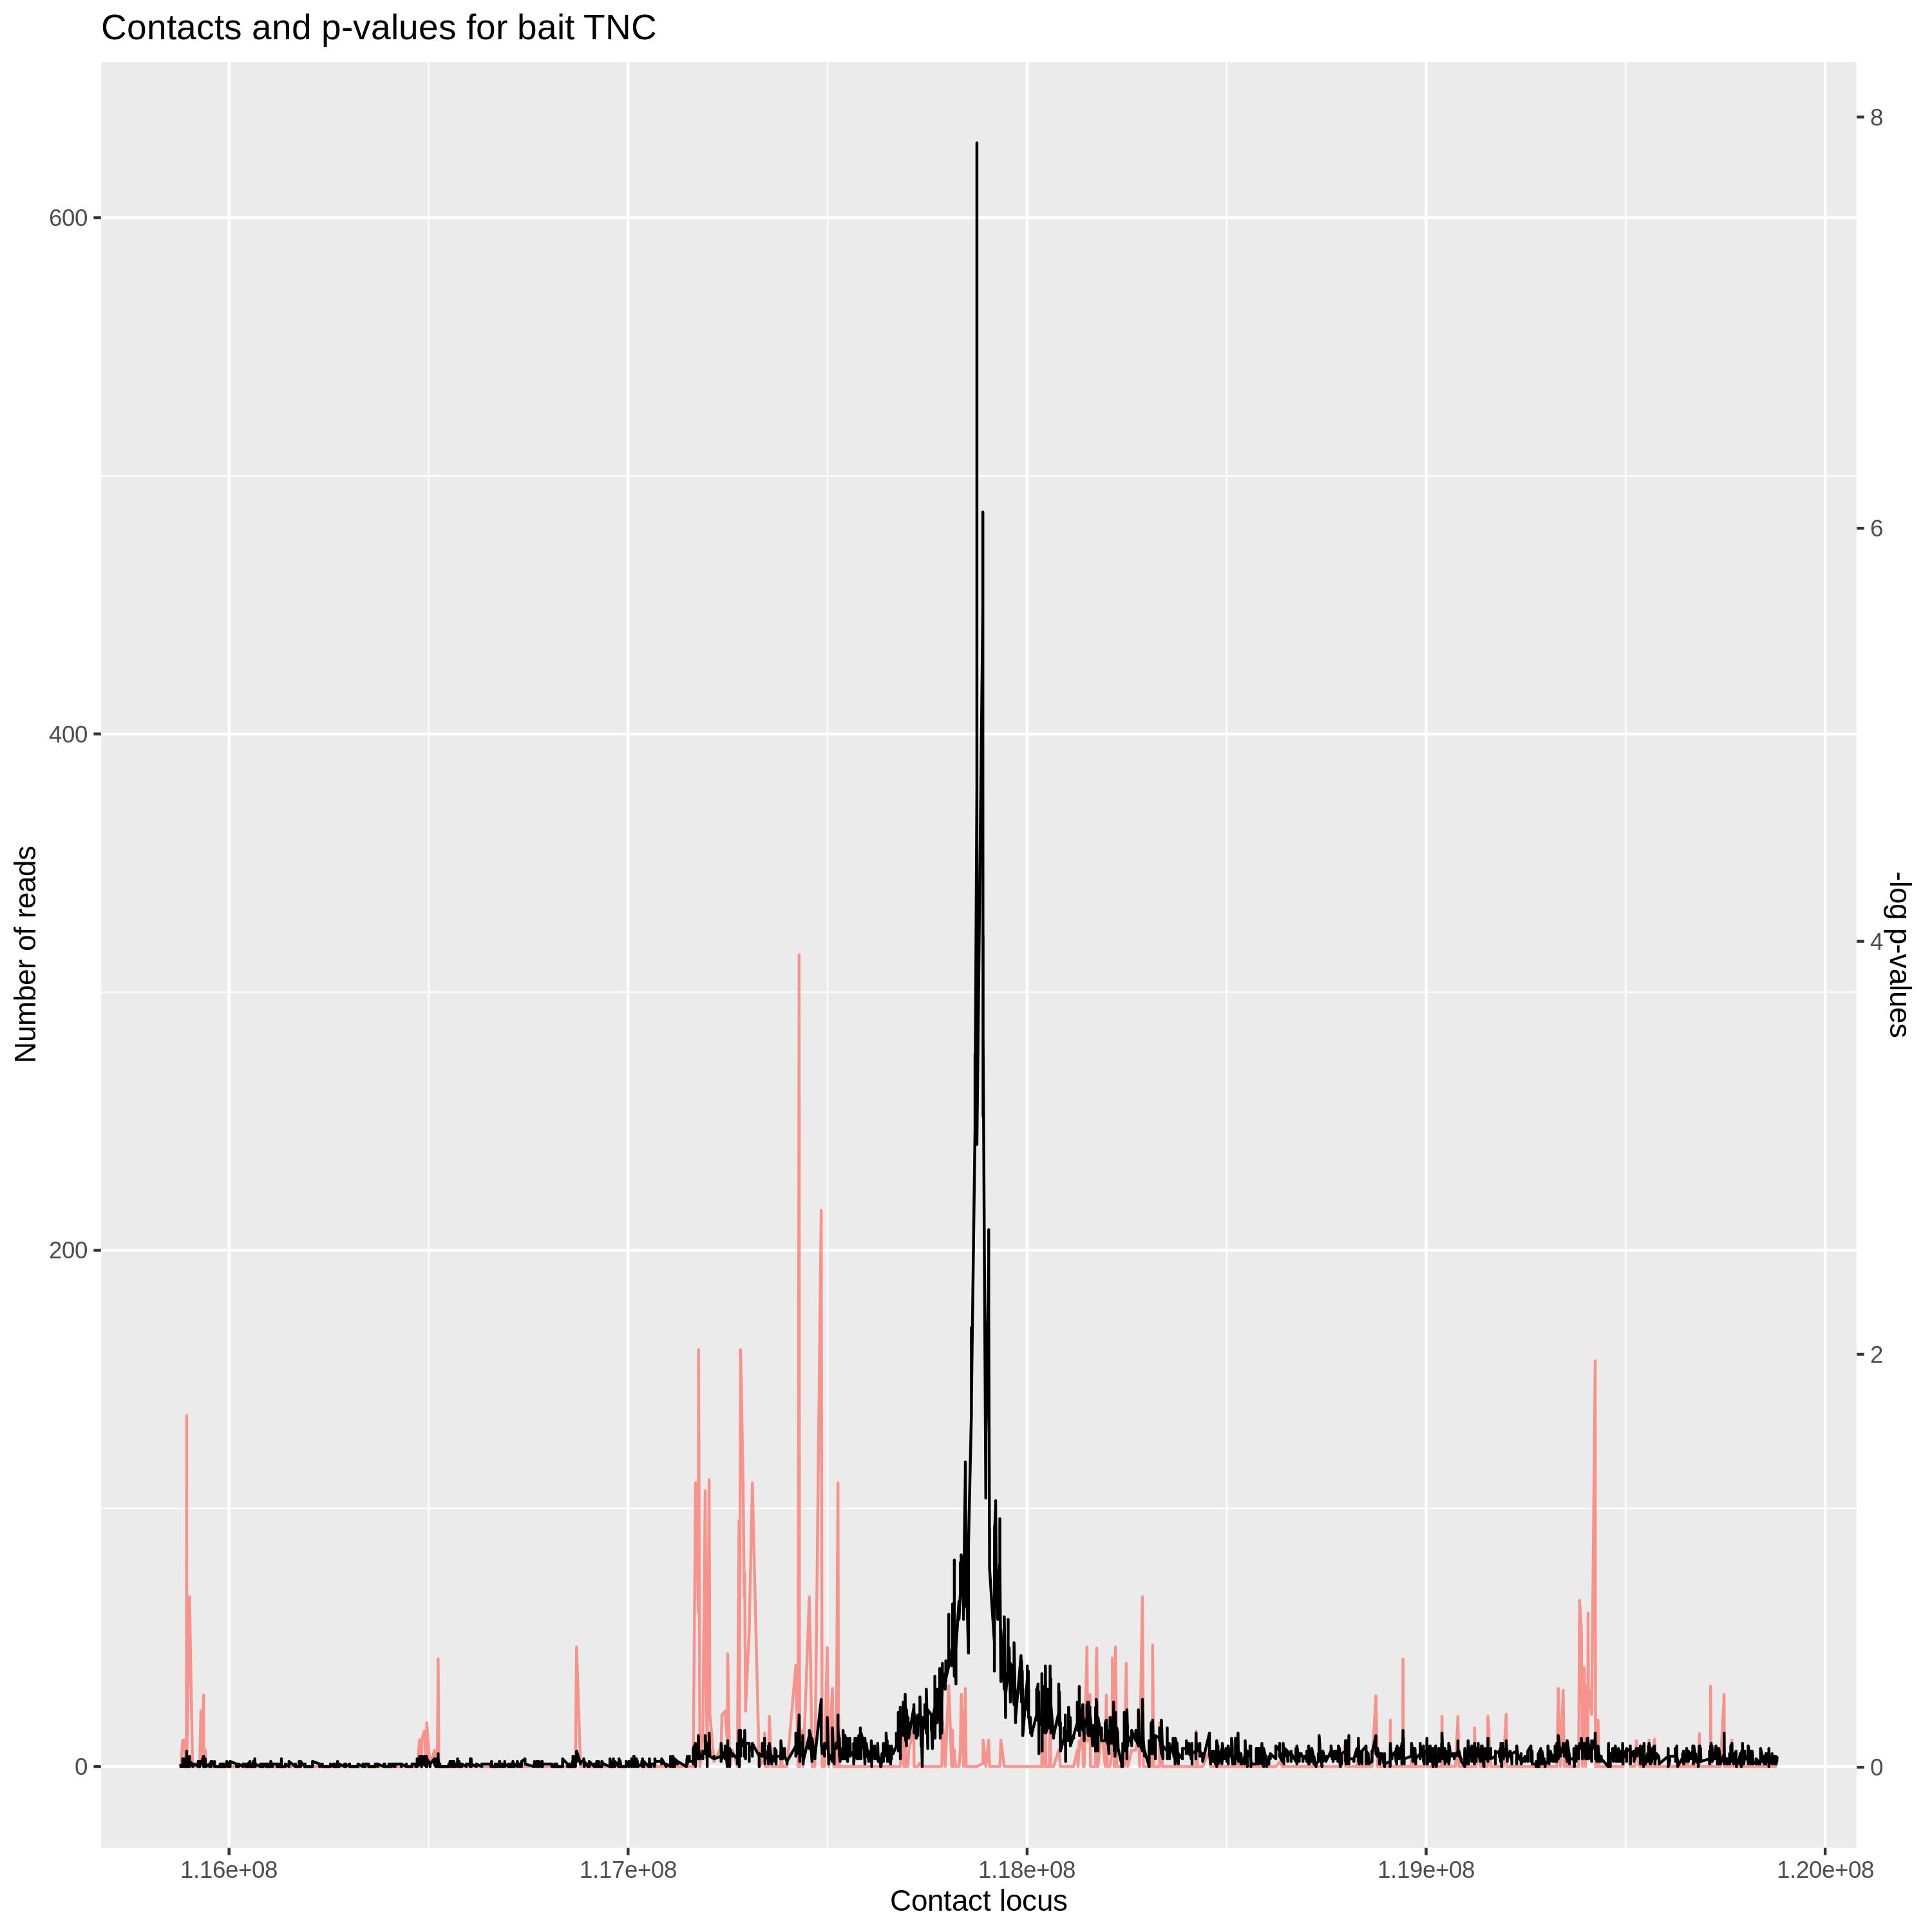 Contacts and p-values for bait TNC
Number of reads
600
400
200
0
8
6
4
2
0
-log p-values
1.16e+08
1.17e+08
1.18e+08
1.19e+08
1.20e+08
Contact locus